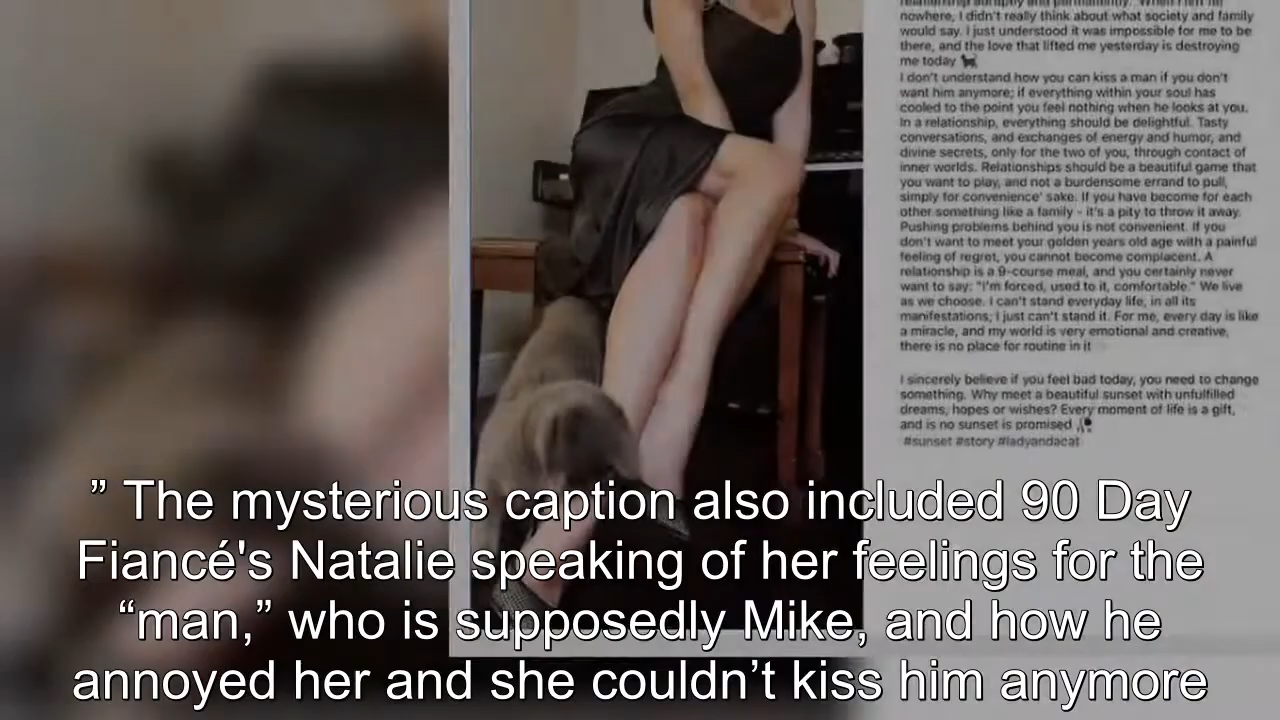 nowhere, I didn't really think about what society and family
would say. I just understood it was impossible for me to be
there, and the love that lifted me yesterday is destroying
me today
I don't understand how you can kiss a man if you don't
want him anymore; if everything within your soul has
cooled to the point you feel nothing when he looks at you.
In a relationship, everything should be delightful. Tasty
conversations, and exchanges of energy and humor, and
divine secrets, only for the two of you, through contact of
inner worlds. Relationships should be a beautiful game that
you want to play, and not a burdensome errand to pull,
simply for convenience' sake. If you have become for each
other something like a family - it's a pity to throw it away.
Pushing problems behind you is not convenient. If you
don't want to meet your golden years old age with a painful
feeling of regret, you cannot become complacent. A
relationship is a 9-course meal, and you certainly never
want to say: "I'm forced, used to it, comfortable." We live
as we choose. I can't stand everyday life, in all its
manifestations; I just can't stand it. For me, every day is like
a miracle, and my world is very emotional and creative,
there is no place for routine in it
I sincerely believe if you feel bad today, you need to change
something. Why meet a beautiful sunset with unfulfilled
dreams, hopes or wishes? Every moment of life is a gift,
and is no sunset is promised
#sunset #story #ladyandacat
” The mysterious caption also included 90 Day
Fiancé's Natalie speaking of her feelings for the
“man,” who is supposedly Mike, and how he
annoyed her and she couldn’t kiss him anymore